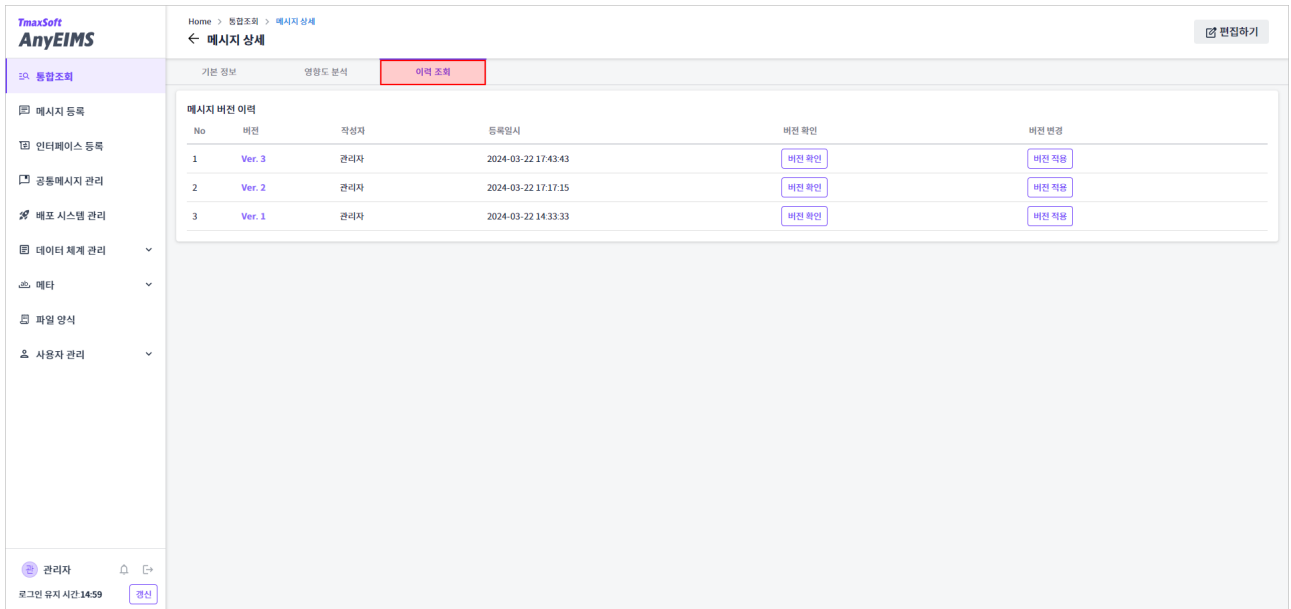 TmaxSoft
AnyEIMS
통합조회
메시지 등록
인터페이스 등록
공통메시지 관리
배포 시스템 관리
데이터 체계 관리
메타
파일 양식
사용자 관리
관 관리자
로그인 유지 시간:14:59 갱신
Home > 통합조회 > 메시지 상세
메시지 상세
편집하기
기본 정보 영향도 분석 이력 조회
메시지 버전 이력
No 버전 작성자 등록일시 버전 확인 버전 변경
1 Ver. 3 관리자 2024-03-22 17:43:43 버전 확인 버전 적용
2 Ver. 2 관리자 2024-03-22 17:17:15 버전 확인 버전 적용
3 Ver. 1 관리자 2024-03-22 14:33:33 버전 확인 버전 적용